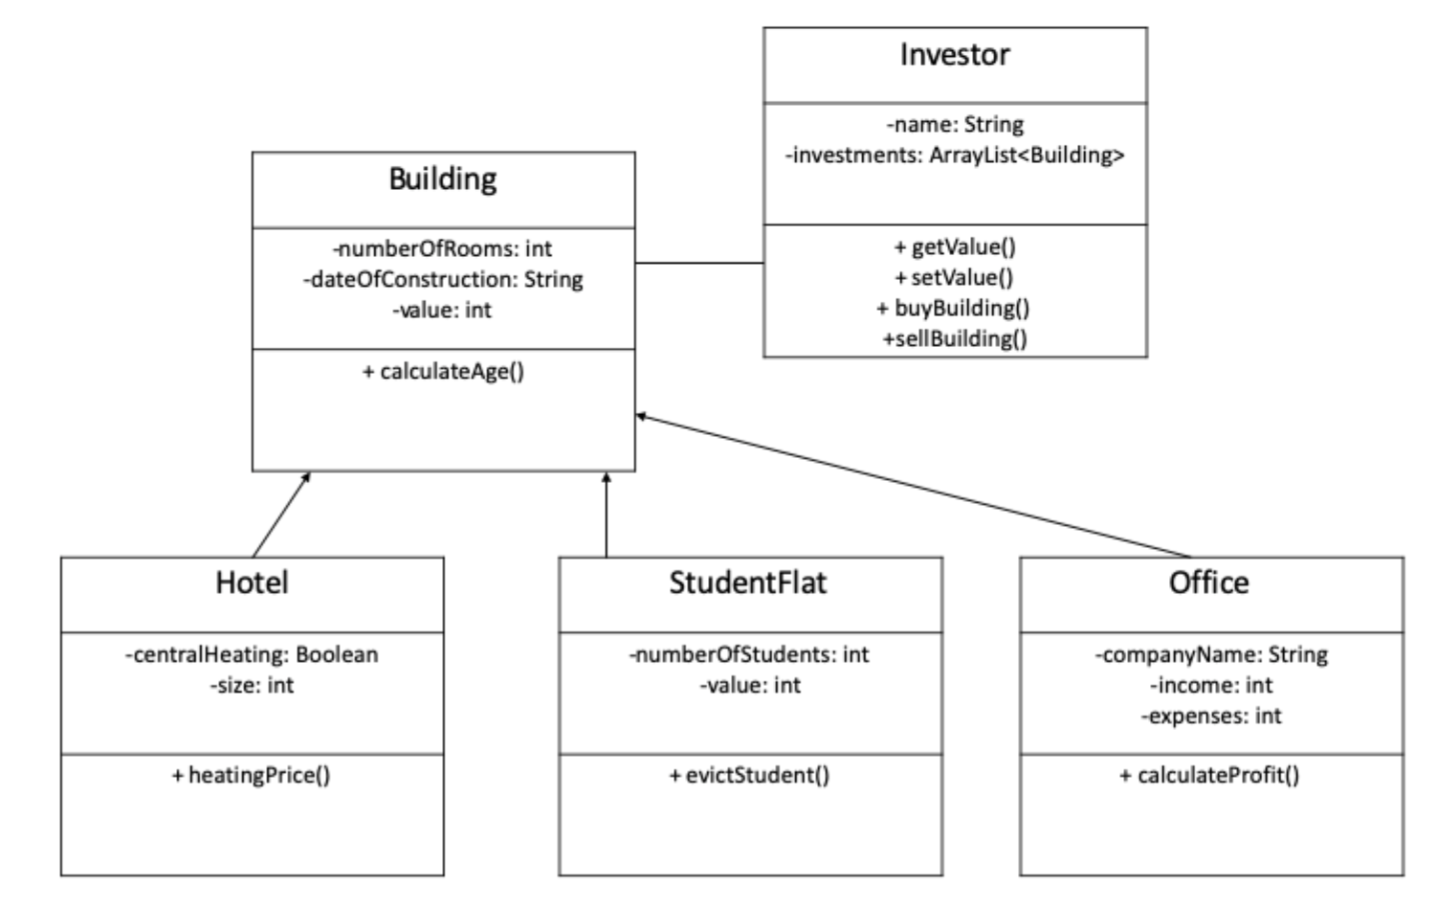 Investor
-name: String
-investments: ArrayList<Building>
+ getValue()
+ setValue()
+ buyBuilding()
+sellBuilding()
Building
-numberOfRooms: int
-dateOfConstruction: String
-value: int
+ calculateAge()
Hotel
-centralHeating: Boolean
-size: int
+ heatingPrice()
StudentFlat
-numberOfStudents: int
-value: int
+ evictStudent()
Office
-companyName: String
-income: int
-expenses: int
+ calculateProfit()